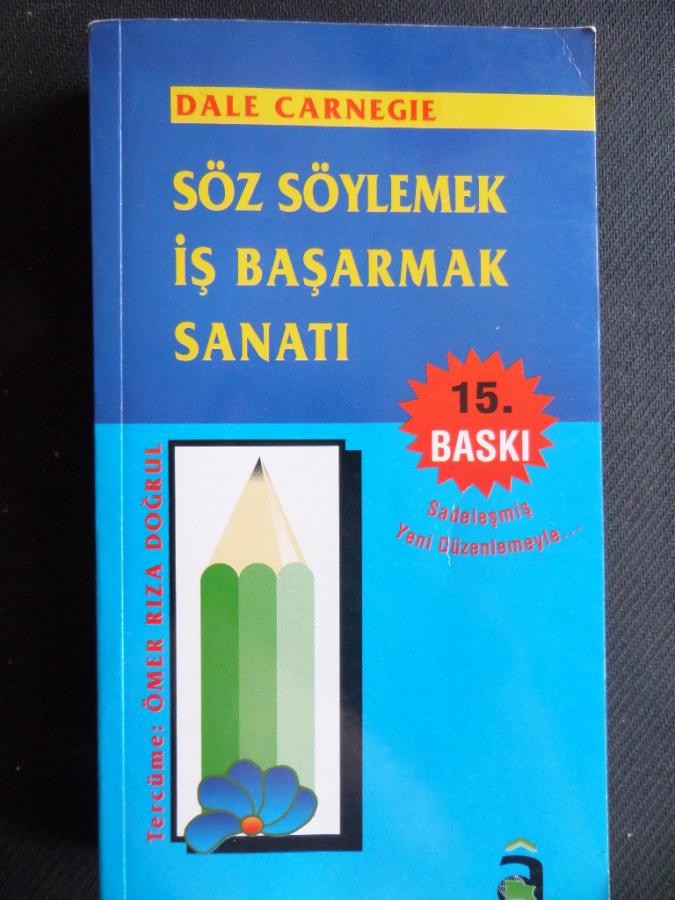 DALE CARNEGIE
SÖZ SÖYLEMEK
İŞ BAŞARMAK
SANATI
15.
BASKI
Sadeleşmiş
Yeni Düzenlemeyle...
Tercüme: ÖMER RIZA DOĞRUL
â